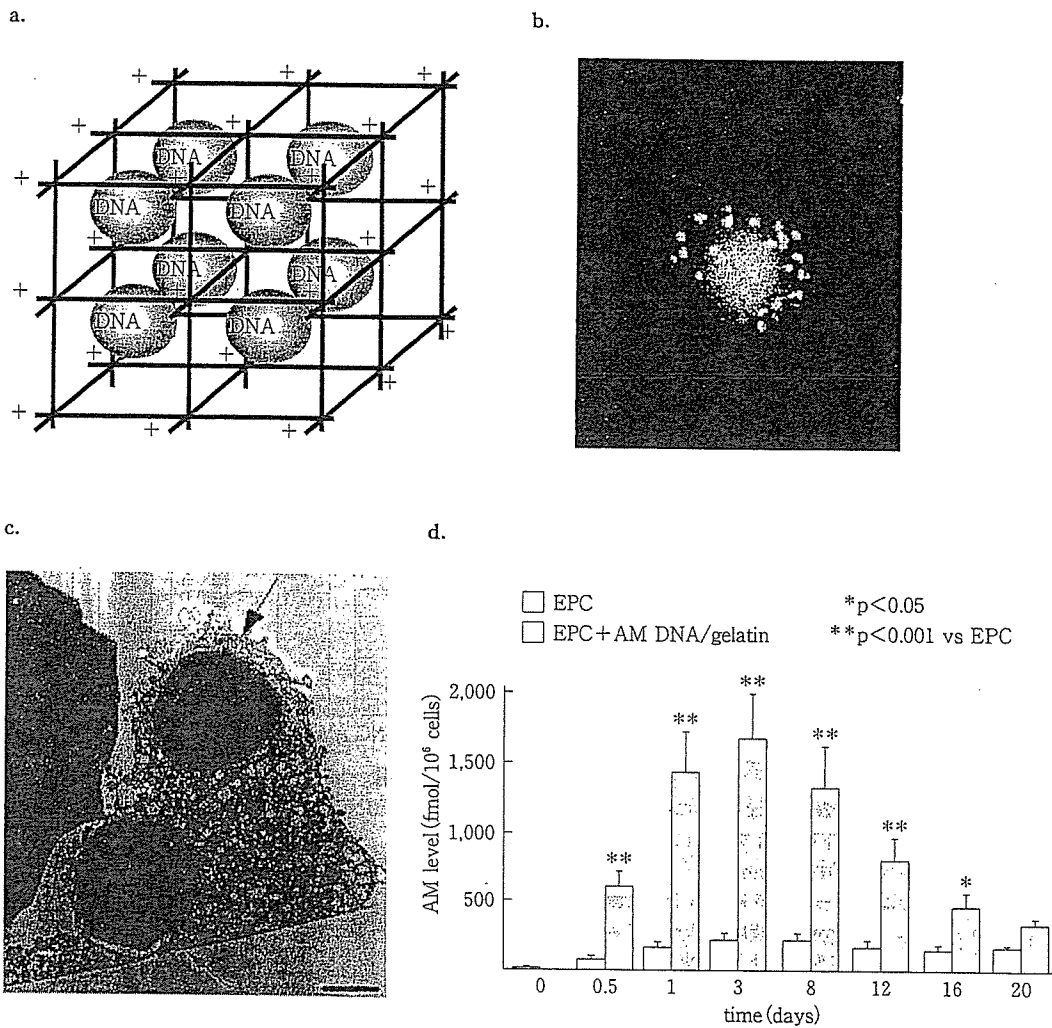 a.
b.
+ + +
+ +
DNA DNA
+ +
DNA DNA
+
DNA DNA
+
DNA DNA
+ + +
+
+ +
c.
d.
EPC *p<0.05
EPC+AM DNA/gelatin **p<0.001 vs EPC
AM level (fmol/10⁶ cells)
2,000
1,500
1,000
500
** ** ** ** ** *
0 0.5 1 3 8 12 16 20
time (days)